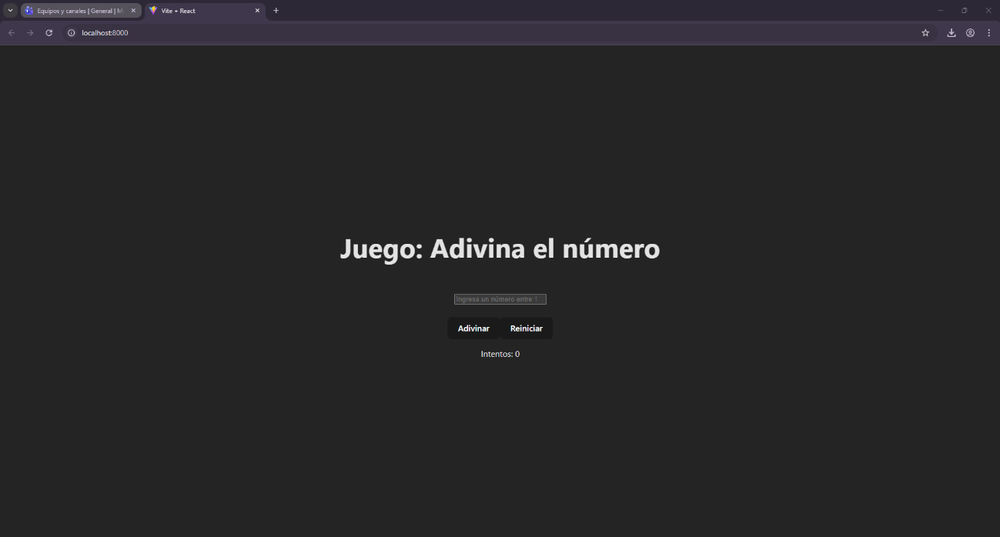 Equipos y canales | General | M
Vite + React
localhost:8000
Juego: Adivina el número
Ingresa un número entre 1
Adivinar
Reiniciar
Intentos: 0